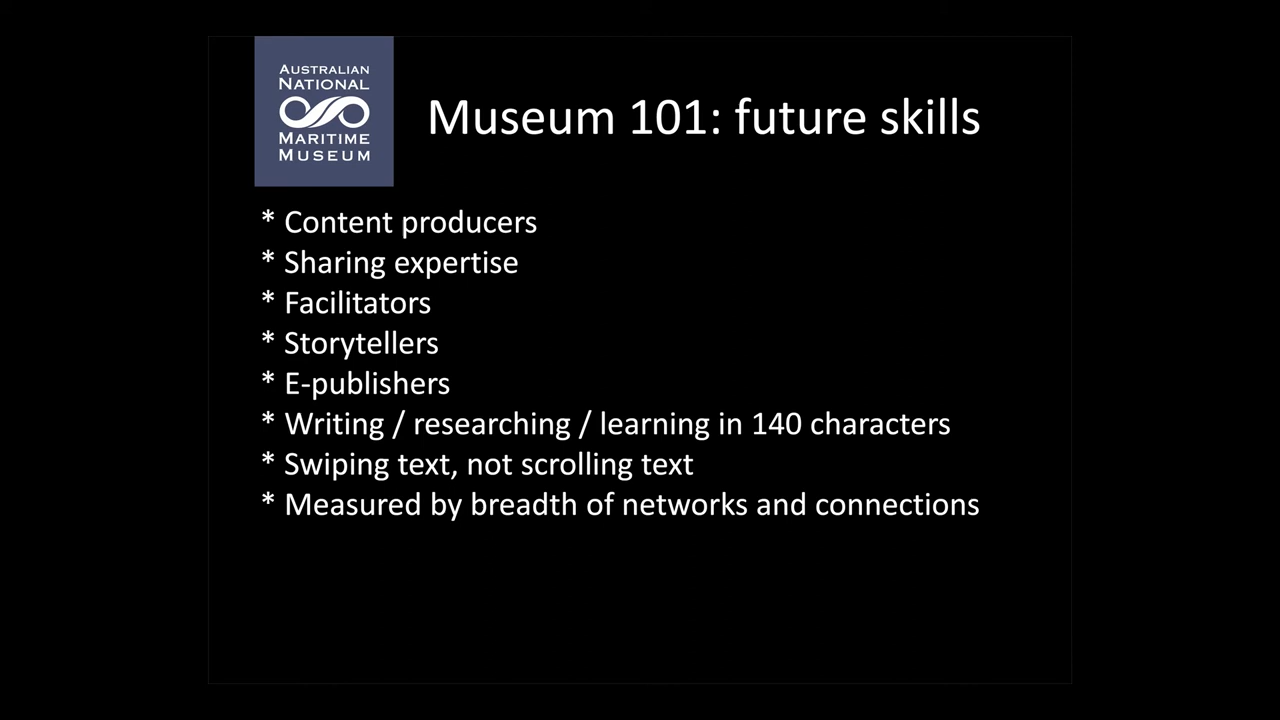 AUSTRALIAN
NATIONAL
MARITIME
MUSEUM
Museum 101: future skills
* Content producers
* Sharing expertise
* Facilitators
* Storytellers
* E-publishers
* Writing / researching / learning in 140 characters
* Swiping text, not scrolling text
* Measured by breadth of networks and connections